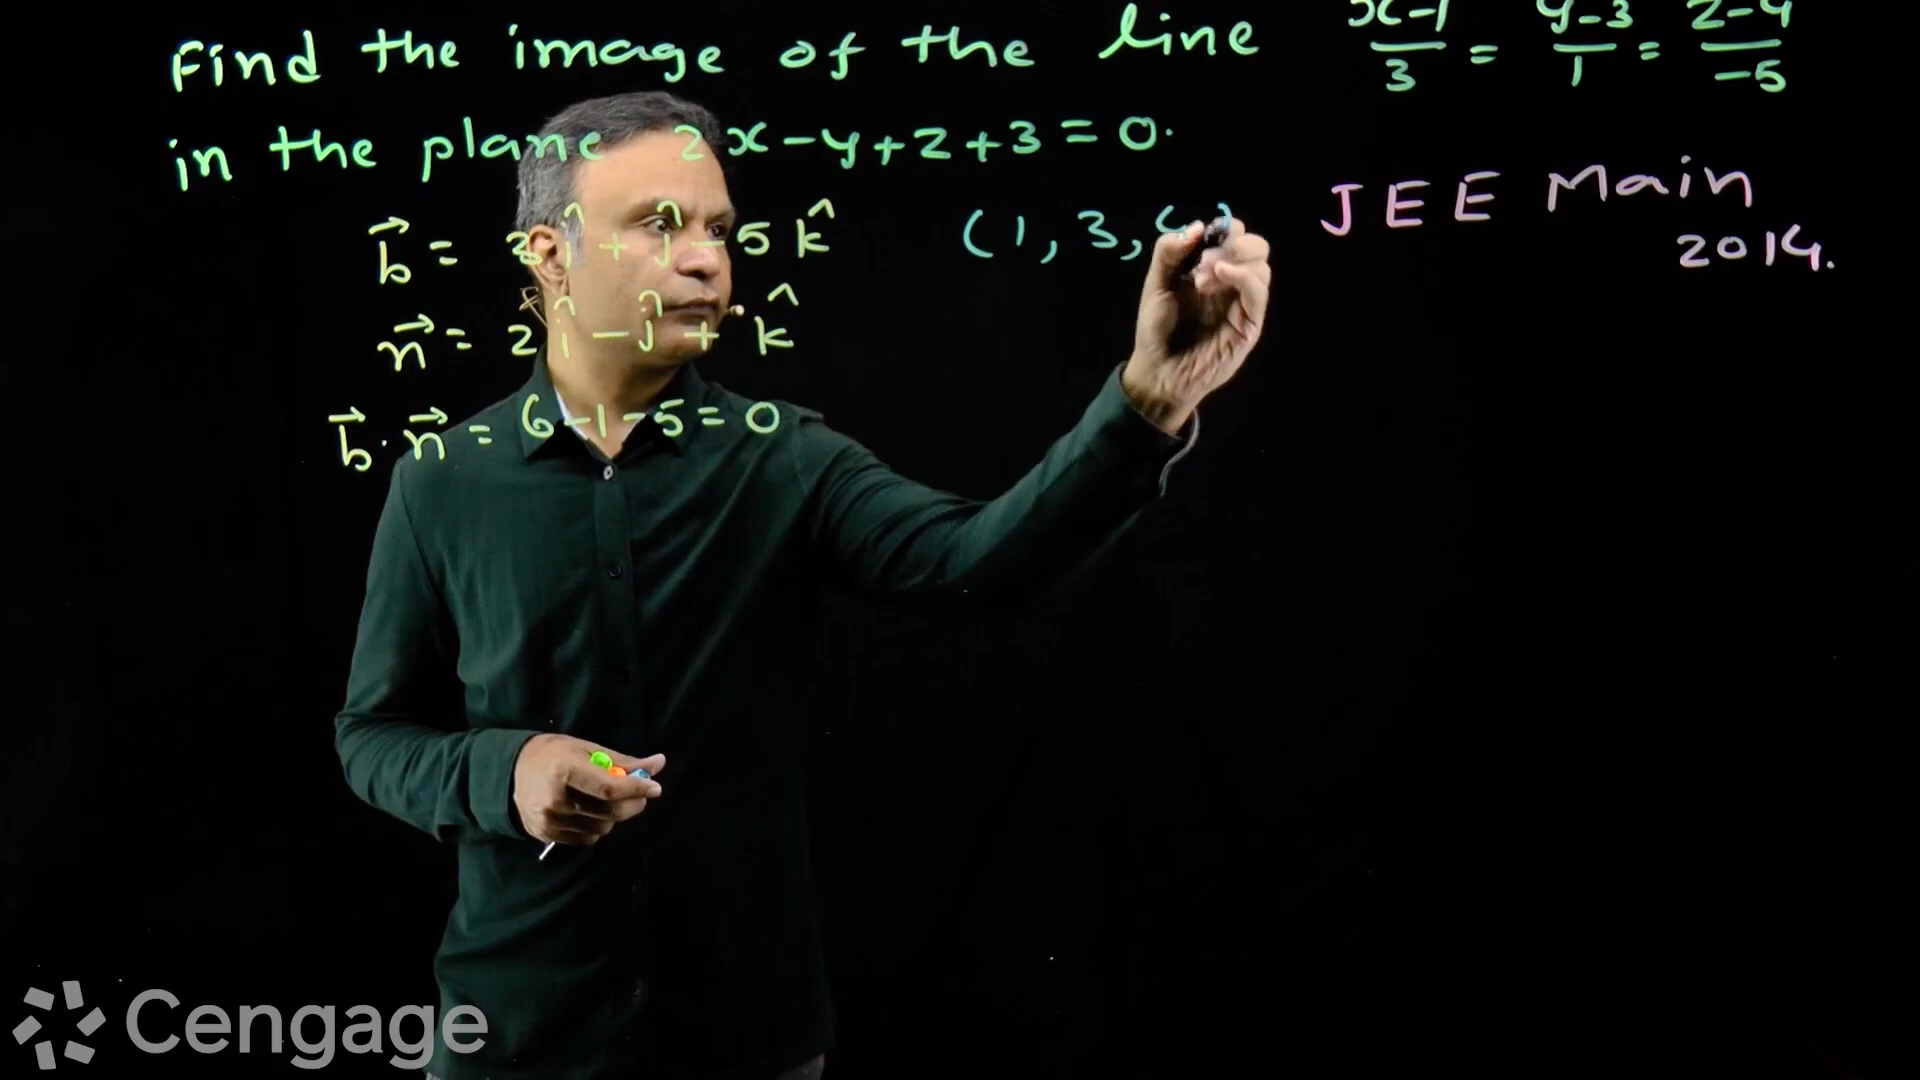 Find the image of the line x-1/3 = y-3/1 = z-4/-5
in the plane 2x-y+z+3=0.
JEE Main
2014.
b⃗ = 3î + ĵ - 5k̂
(1, 3, 4)
n⃗ = 2î - ĵ + k̂
b⃗ · n⃗ = 6-1-5=0
Cengage